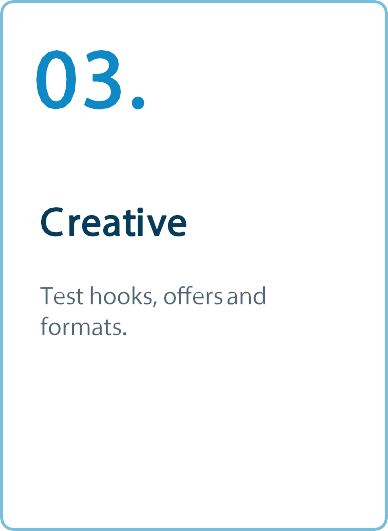 03.
Creative
Test hooks, offers and
formats.